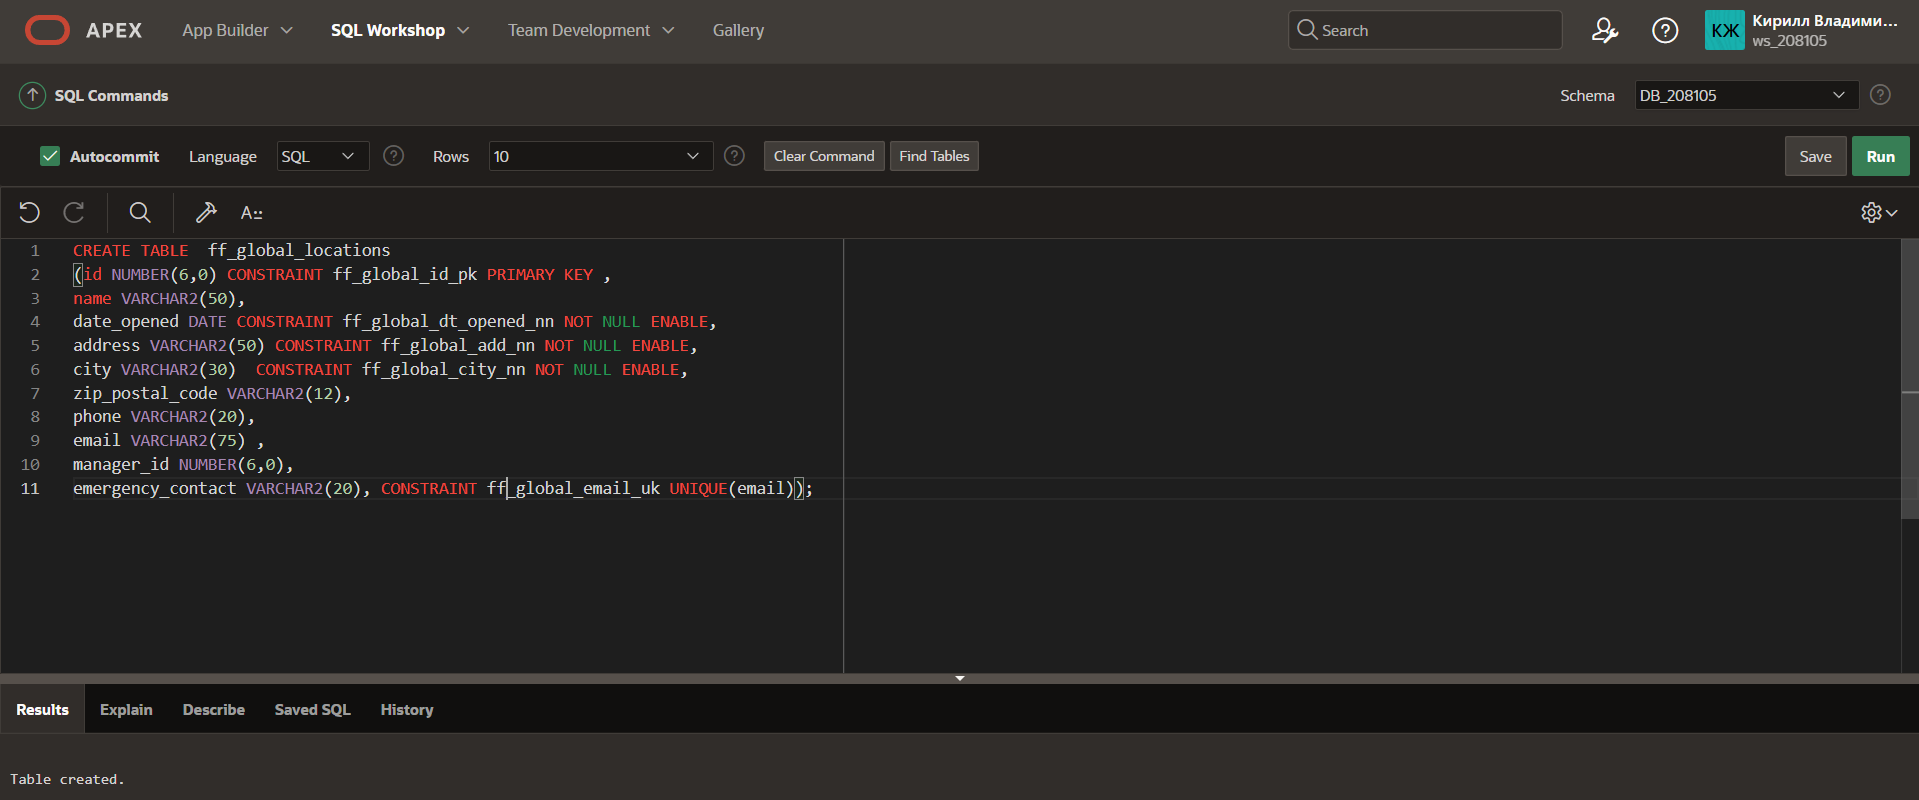 APEX App Builder SQL Workshop Team Development Gallery Search КЖ Кирилл Владими...
ws_208105
SQL Commands Schema DB_208105
Autocommit Language SQL Rows 10 Clear Command Find Tables Save Run
A::
1 CREATE TABLE  ff_global_locations
2 (id NUMBER(6,0) CONSTRAINT ff_global_id_pk PRIMARY KEY ,
3 name VARCHAR2(50),
4 date_opened DATE CONSTRAINT ff_global_dt_opened_nn NOT NULL ENABLE,
5 address VARCHAR2(50) CONSTRAINT ff_global_add_nn NOT NULL ENABLE,
6 city VARCHAR2(30)  CONSTRAINT ff_global_city_nn NOT NULL ENABLE,
7 zip_postal_code VARCHAR2(12),
8 phone VARCHAR2(20),
9 email VARCHAR2(75) ,
10 manager_id NUMBER(6,0),
11 emergency_contact VARCHAR2(20), CONSTRAINT ff_global_email_uk UNIQUE(email));
Results Explain Describe Saved SQL History
Table created.